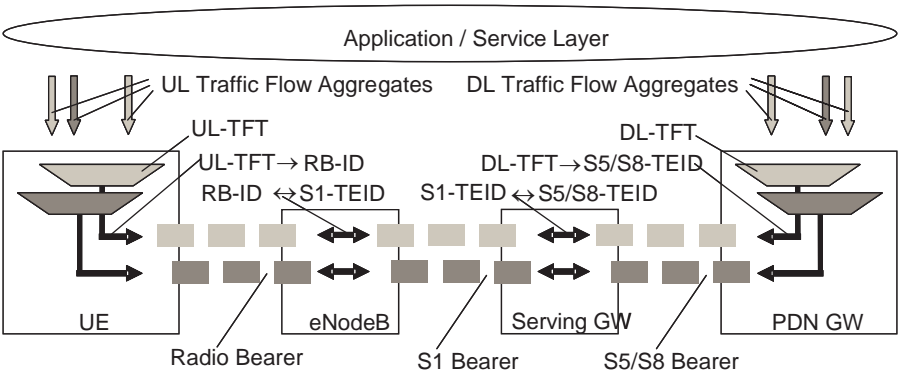 Application / Service Layer
UL Traffic Flow Aggregates
DL Traffic Flow Aggregates
UL-TFT
DL-TFT
UL-TFT→ RB-ID
DL-TFT→S5/S8-TEID
RB-ID ↔S1-TEID
S1-TEID ↔S5/S8-TEID
UE
eNodeB
Serving GW
PDN GW
Radio Bearer
S1 Bearer
S5/S8 Bearer